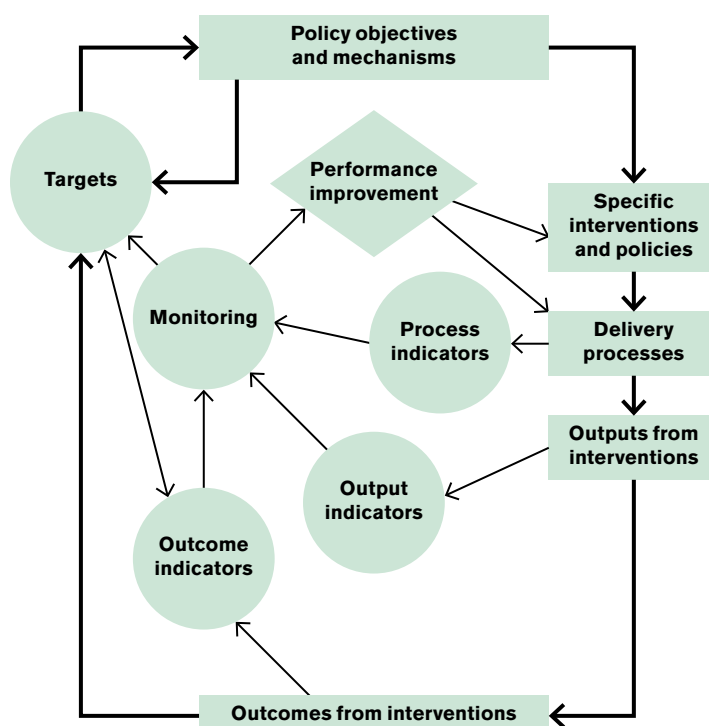 Policy objectives
and mechanisms
Targets
Performance
improvement
Specific
interventions
and policies
Monitoring
Process
indicators
Delivery
processes
Outputs from
interventions
Output
indicators
Outcome
indicators
Outcomes from interventions